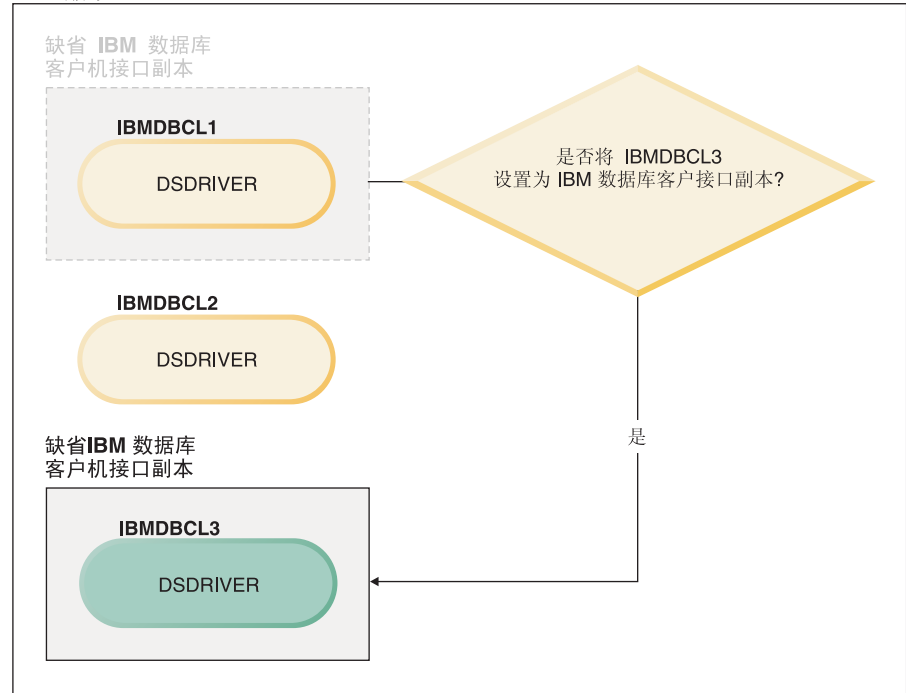 缺省 IBM 数据库
客户机接口副本
IBMDBCL1
DSDRIVER
是否将 IBMDBCL3
设置为 IBM 数据库客户接口副本?
IBMDBCL2
DSDRIVER
是
缺省IBM 数据库
客户机接口副本
IBMDBCL3
DSDRIVER